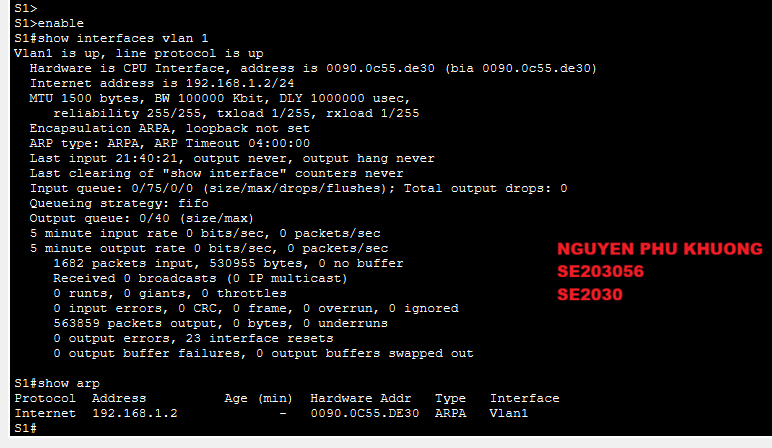 S1>
S1>enable
S1#show interfaces vlan 1
Vlan1 is up, line protocol is up
Hardware is CPU Interface, address is 0090.0c55.de30 (bia 0090.0c55.de30)
Internet address is 192.168.1.2/24
MTU 1500 bytes, BW 100000 Kbit, DLY 1000000 usec,
reliability 255/255, txload 1/255, rxload 1/255
Encapsulation ARPA, loopback not set
ARP type: ARPA, ARP Timeout 04:00:00
Last input 21:40:21, output never, output hang never
Last clearing of "show interface" counters never
Input queue: 0/75/0/0 (size/max/drops/flushes); Total output drops: 0
Queueing strategy: fifo
Output queue: 0/40 (size/max)
5 minute input rate 0 bits/sec, 0 packets/sec
5 minute output rate 0 bits/sec, 0 packets/sec
1682 packets input, 530955 bytes, 0 no buffer
Received 0 broadcasts (0 IP multicast)
0 runts, 0 giants, 0 throttles
0 input errors, 0 CRC, 0 frame, 0 overrun, 0 ignored
563859 packets output, 0 bytes, 0 underruns
0 output errors, 23 interface resets
0 output buffer failures, 0 output buffers swapped out
NGUYEN PHU KHUONG
SE203056
SE2030
S1#show arp
Protocol  Address          Age (min)  Hardware Addr   Type   Interface
Internet  192.168.1.2             -   0090.0C55.DE30  ARPA   Vlan1
S1#